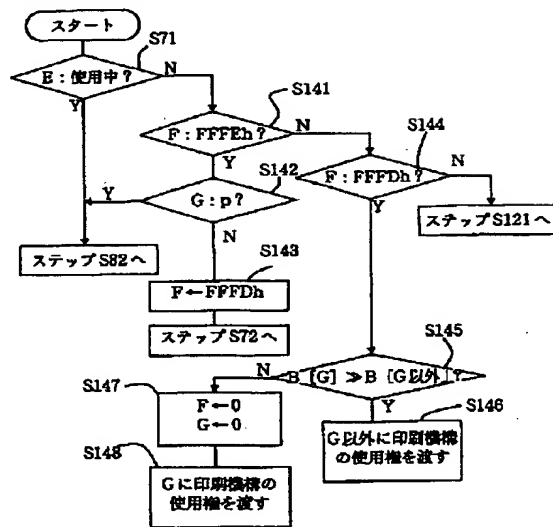 スタート
S71
E：使用中？
N
Y
S141
F：FFFEh？
N
Y
S144
F：FFFDh？
N
Y
S142
G：p？
Y
N
ステップS82へ
ステップS121へ
S143
F←FFFDh
ステップS72へ
S145
B［G］≫B［G以外］？
N
Y
S147
F←0
G←0
S146
G以外に印刷機構
の使用権を渡す
S148
Gに印刷機構の
使用権を渡す